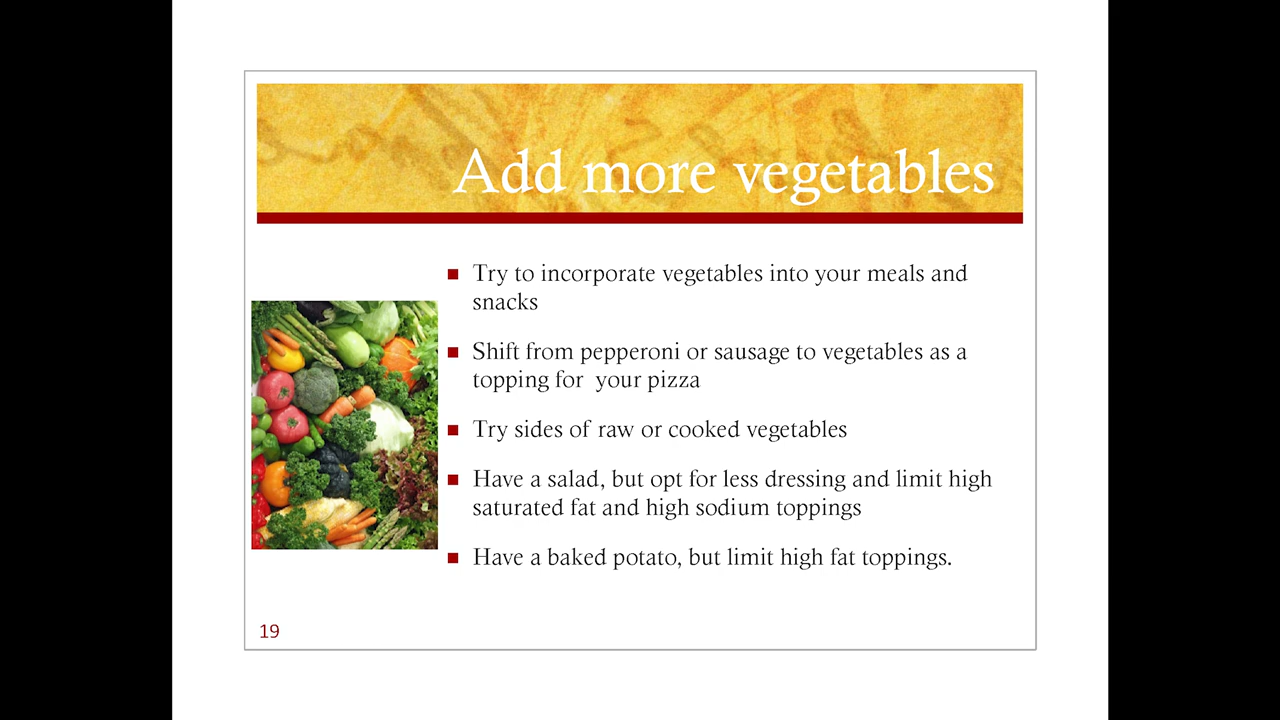 Add more vegetables
■ Try to incorporate vegetables into your meals and
snacks
■ Shift from pepperoni or sausage to vegetables as a
topping for  your pizza
■ Try sides of raw or cooked vegetables
■ Have a salad, but opt for less dressing and limit high
saturated fat and high sodium toppings
■ Have a baked potato, but limit high fat toppings.
19